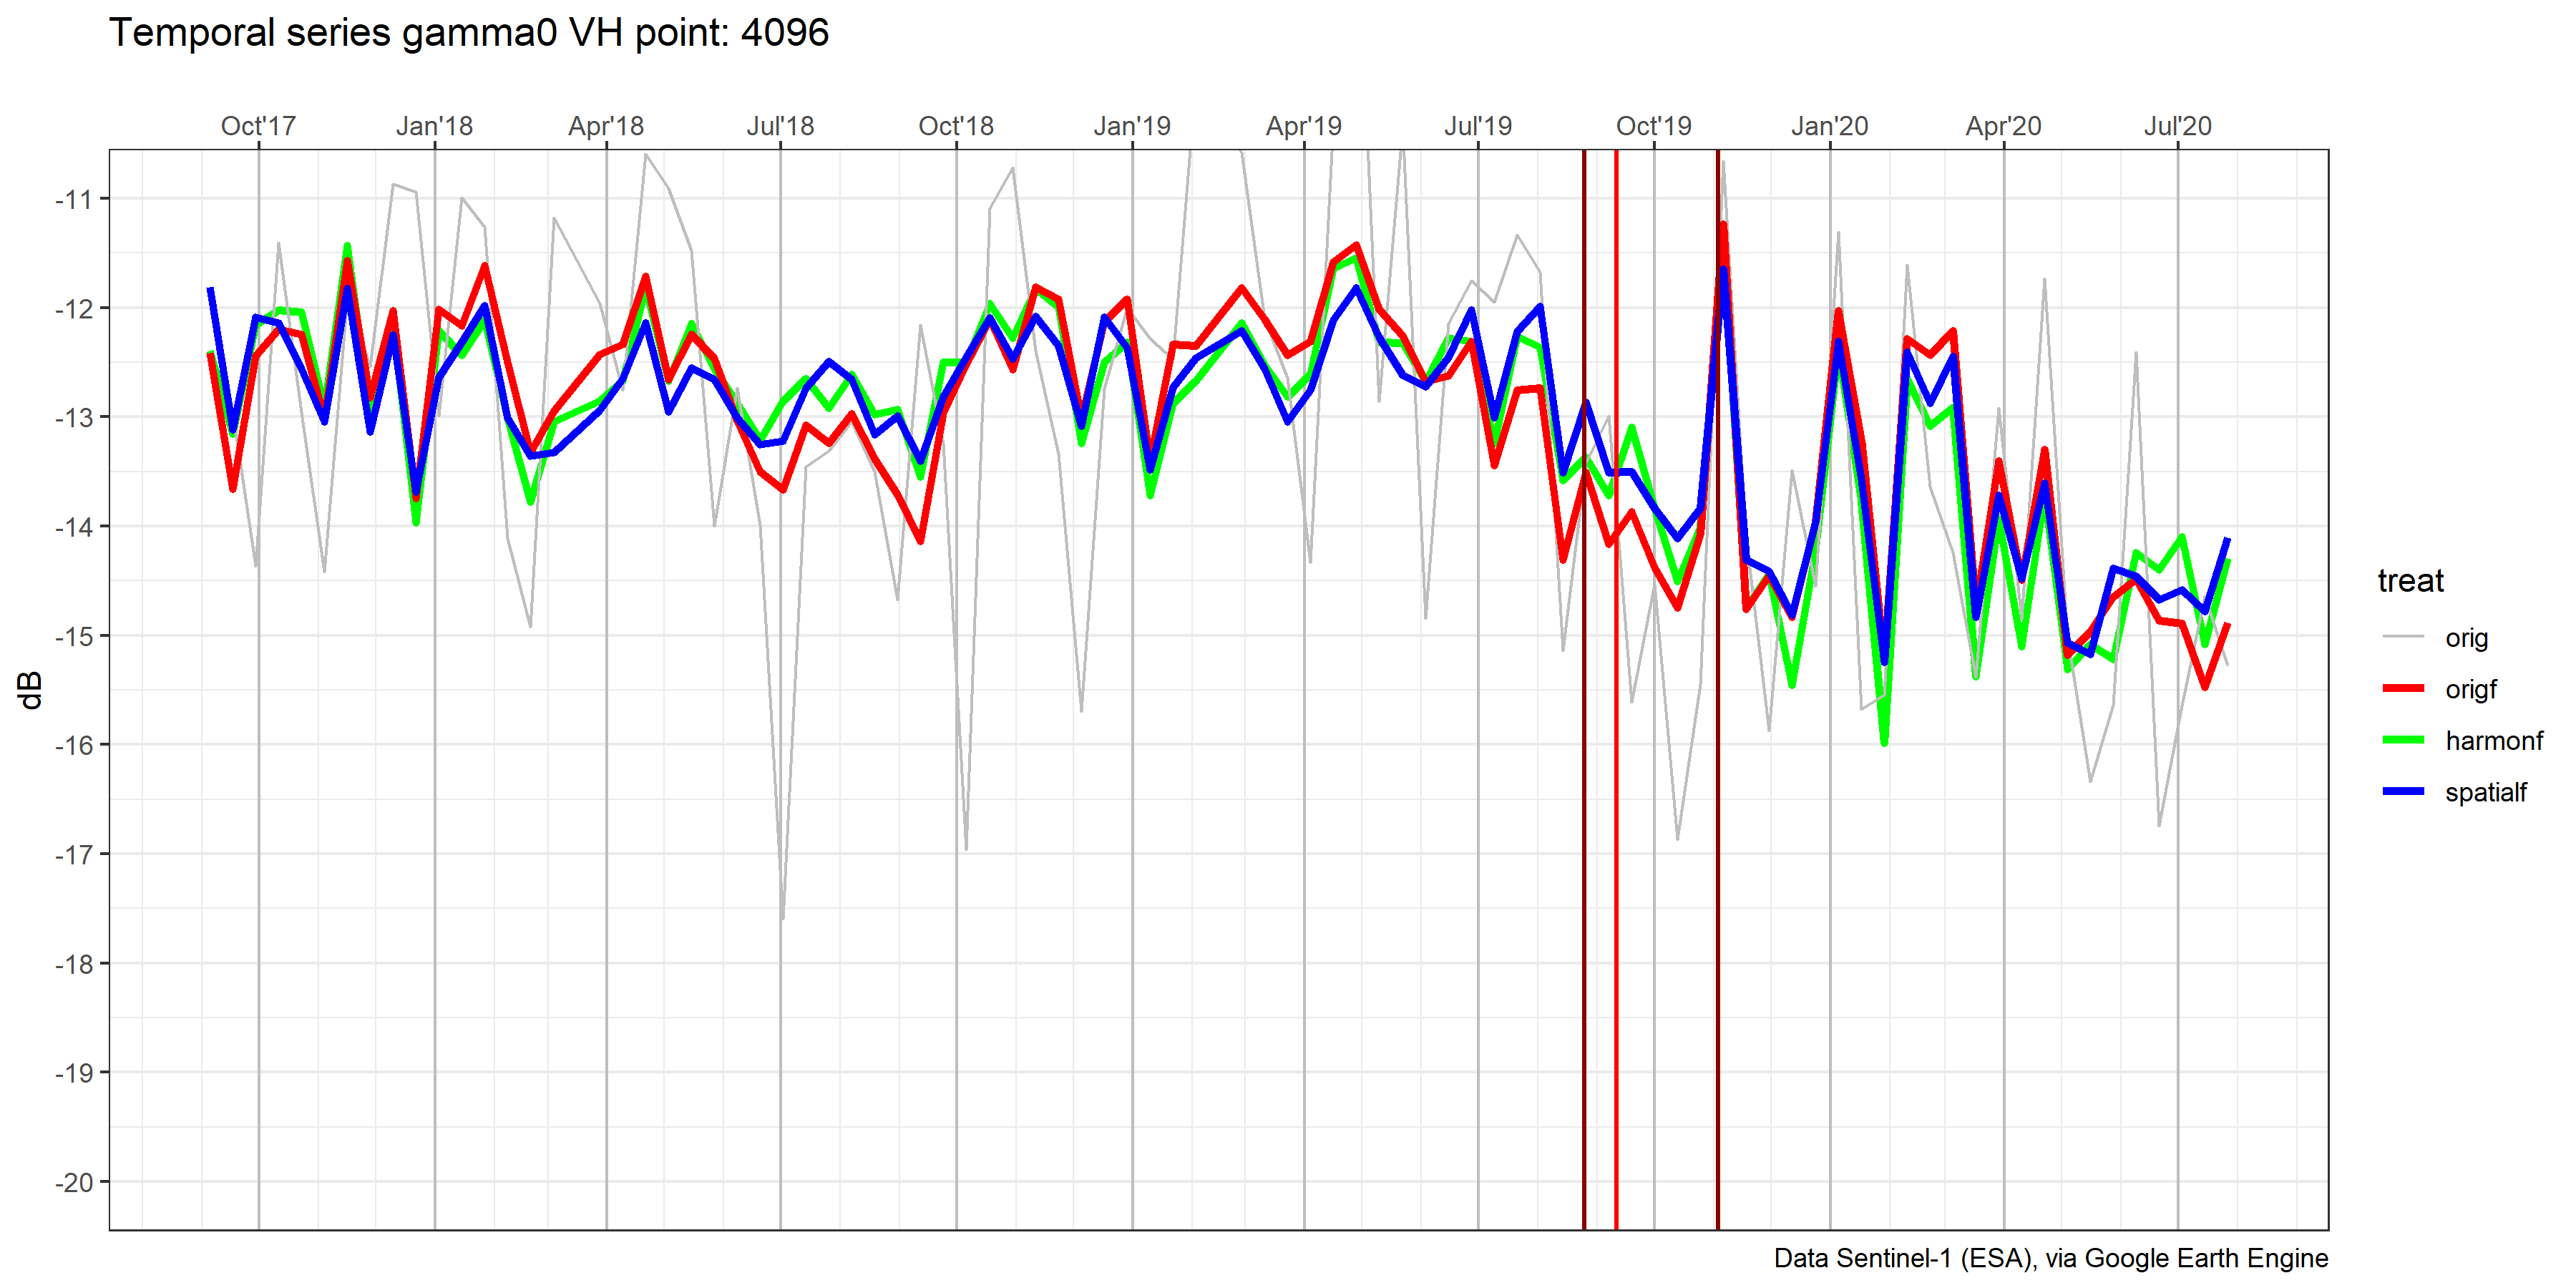 Temporal series gamma0 VH point: 4096
Oct'17 Jan'18 Apr'18 Jul'18 Oct'18 Jan'19 Apr'19 Jul'19 Oct'19 Jan'20 Apr'20 Jul'20
-11
-12
-13
-14
-15
-16
-17
-18
-19
-20
dB
treat
orig
origf
harmonf
spatialf
Data Sentinel-1 (ESA), via Google Earth Engine